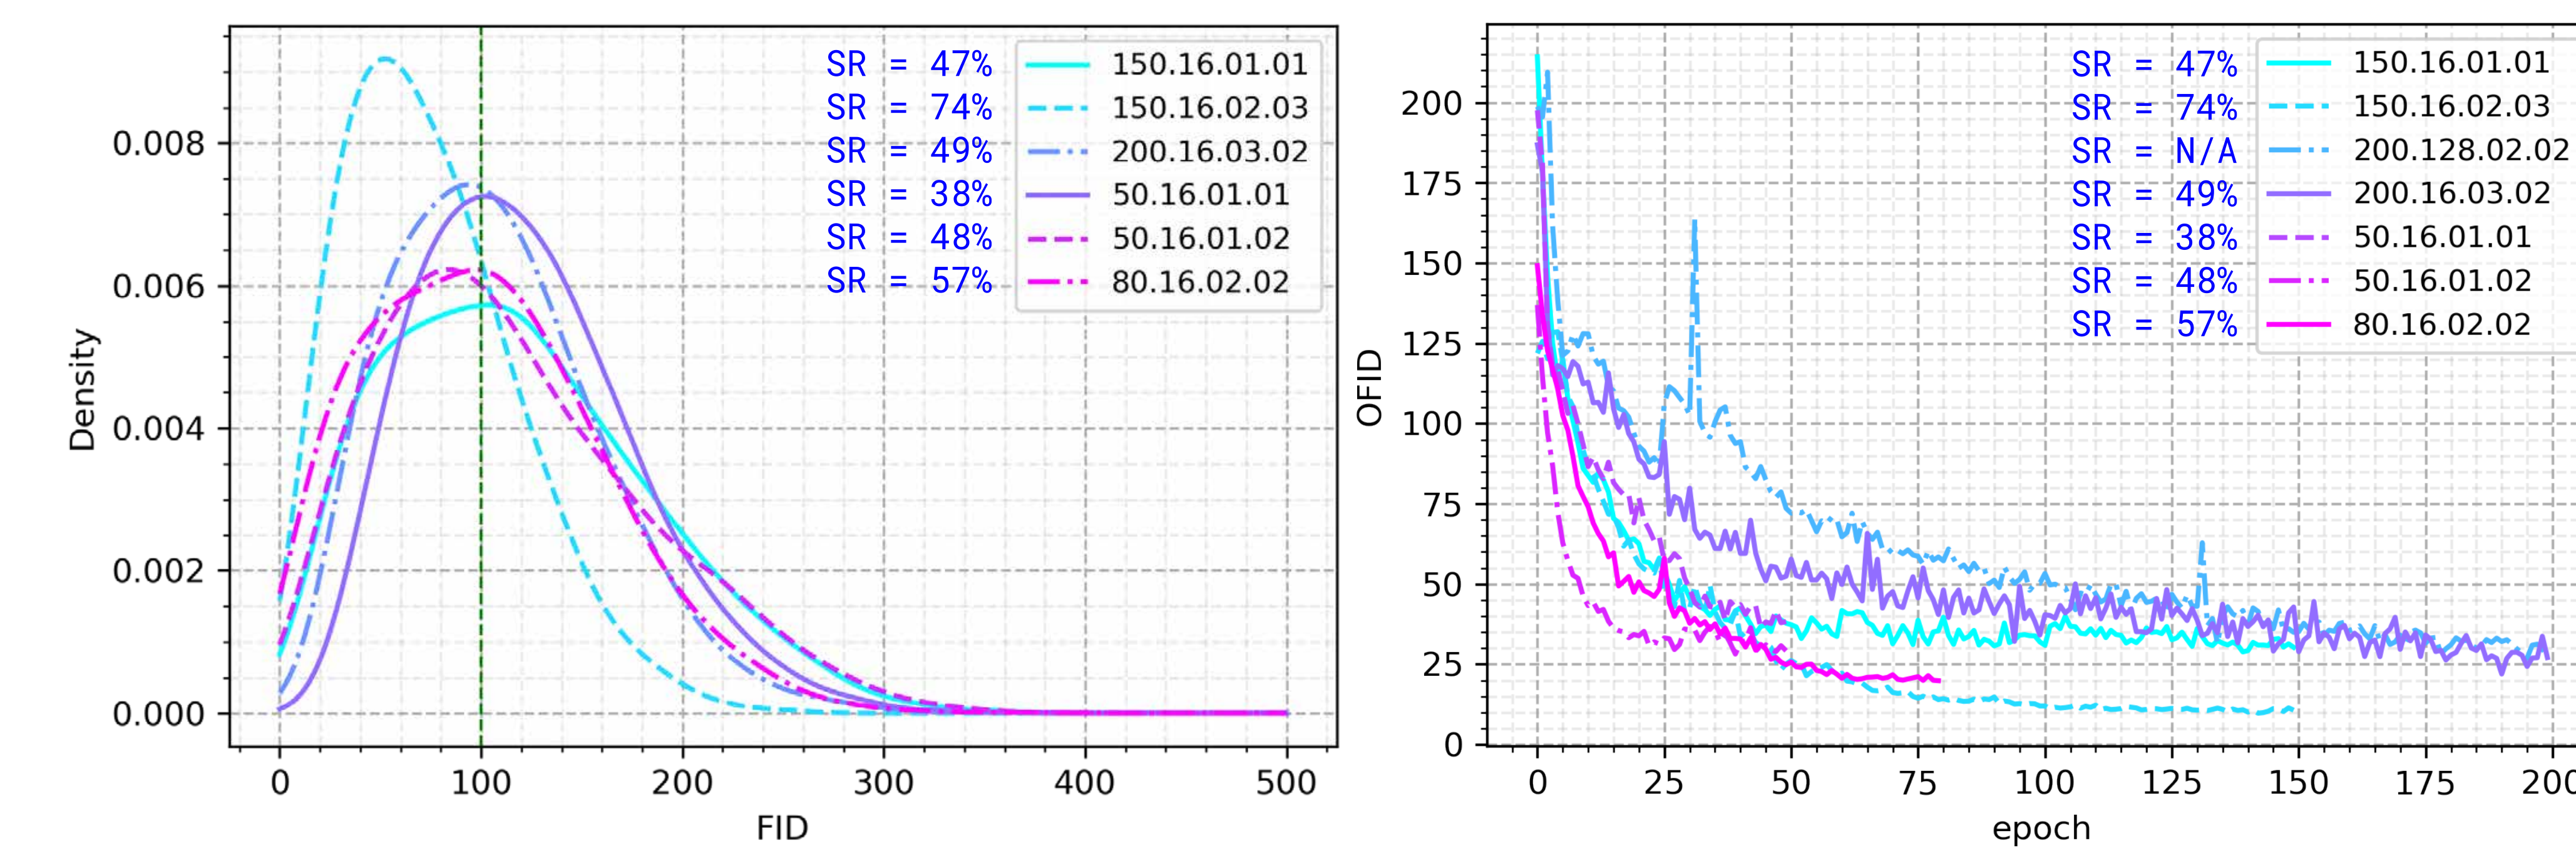 SR = 47% 150.16.01.01
SR = 74% 150.16.02.03
SR = 49% 200.16.03.02
SR = 38% 50.16.01.01
SR = 48% 50.16.01.02
SR = 57% 80.16.02.02
0.008
0.006
0.004
0.002
0.000
Density
0 100 200 300 400 500
FID
SR = 47% 150.16.01.01
SR = 74% 150.16.02.03
SR = N/A 200.128.02.02
SR = 49% 200.16.03.02
SR = 38% 50.16.01.01
SR = 48% 50.16.01.02
SR = 57% 80.16.02.02
200
175
150
125
100
75
50
25
0
OFID
0 25 50 75 100 125 150 175 200
epoch